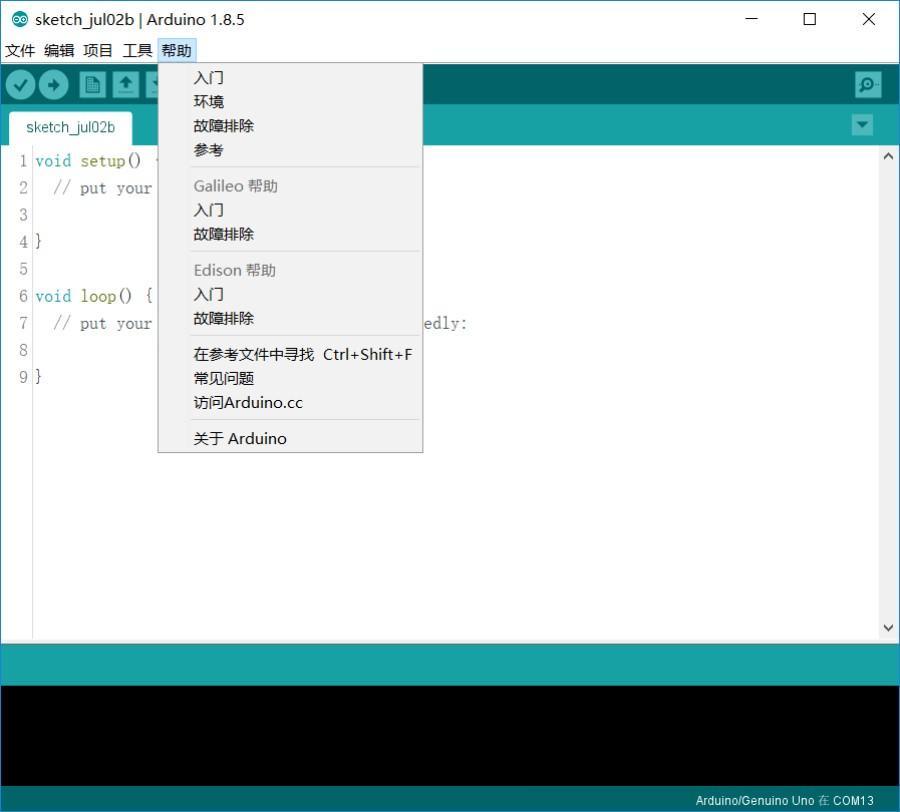 sketch_jul02b | Arduino 1.8.5
文件 编辑 项目 工具 帮助
入门
环境
故障排除
参考
Galileo 帮助
入门
故障排除
Edison 帮助
入门
故障排除
在参考文件中寻找 Ctrl+Shift+F
常见问题
访问Arduino.cc
关于 Arduino
sketch_jul02b
1 void setup()
2 // put your
3
4 }
5
6 void loop() {
7 // put your edly:
8
9 }
Arduino/Genuino Uno 在 COM13